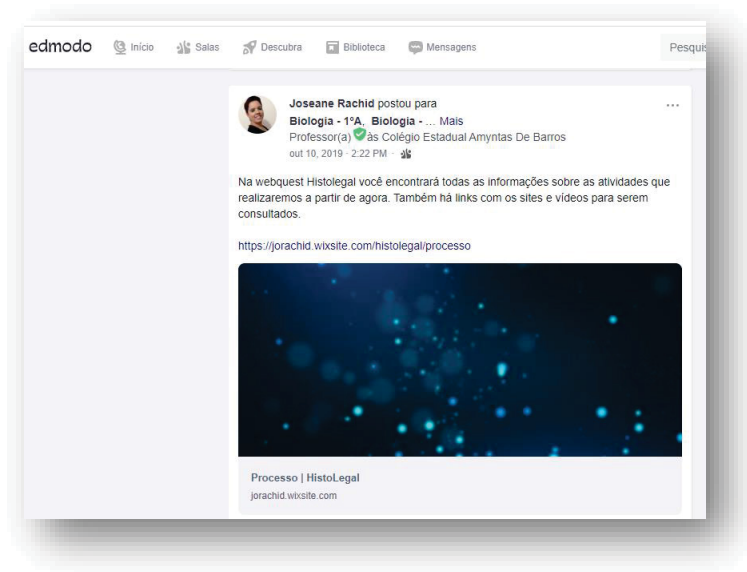 edmodo Início Salas Descubra Biblioteca Mensagens Pesquis
Joseane Rachid postou para
Biologia - 1ºA, Biologia - ... Mais
Professor(a) às Colégio Estadual Amyntas De Barros
out 10, 2019 · 2:22 PM ·
Na webquest Histolegal você encontrará todas as informações sobre as atividades que
realizaremos a partir de agora. Também há links com os sites e vídeos para serem
consultados.
https://jorachid.wixsite.com/histolegal/processo
Processo | HistoLegal
jorachid.wixsite.com